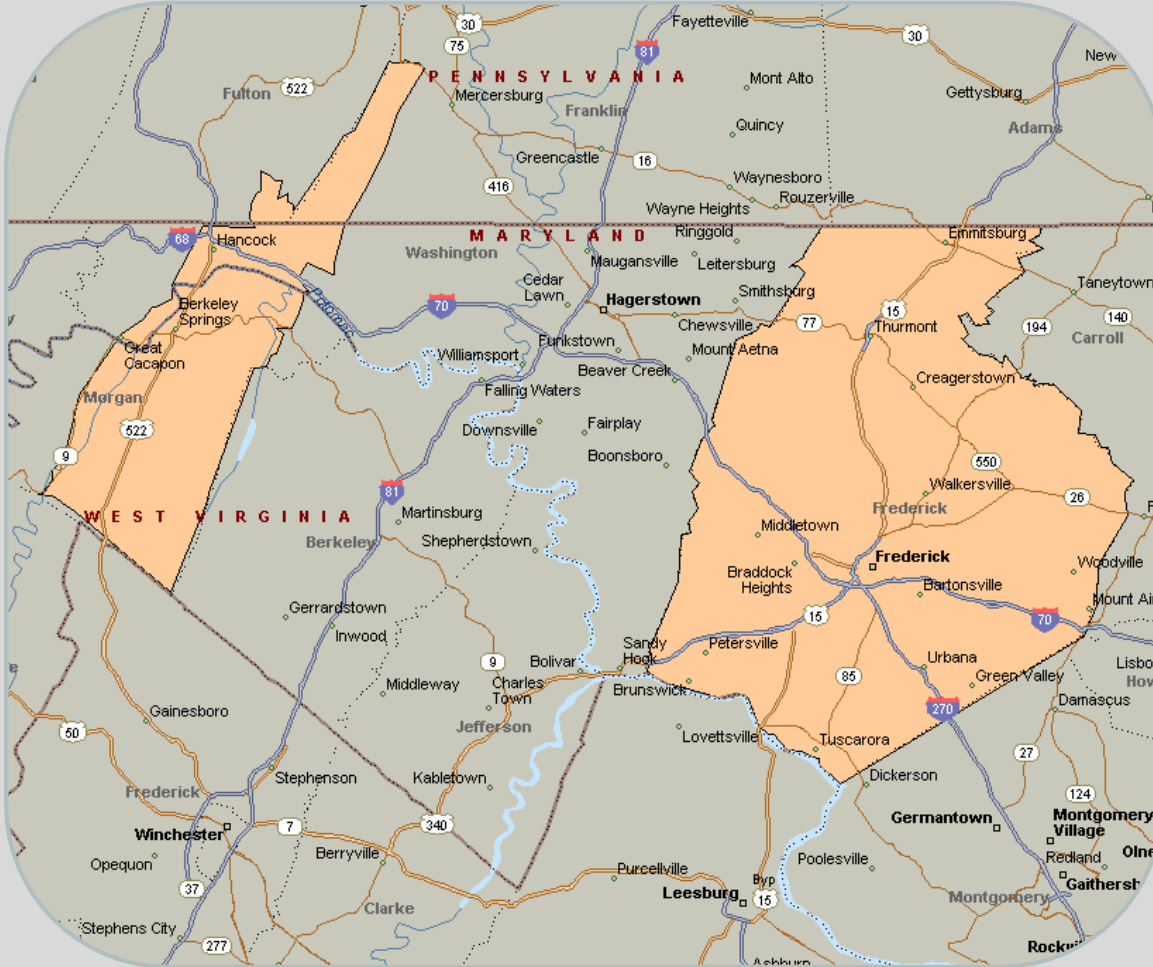 Fayetteville
30
30
75
81
New
Mont Alto
PENNSYLVANIA
522
Fulton
Mercersburg
Franklin
Gettysburg
Quincy
Adams
Greencastle
16
416
Waynesboro
Rouzerville
Wayne Heights
68
Hancock
MARYLAND
Ringgold
Emmitsburg
Washington
Maugansville
Leitersburg
Cedar
Lawn
Taneytown
Berkeley
Springs
Potomac
70
Hagerstown
Smithsburg
15
140
77
Chewsville
Thurmont
194
Carroll
Great
Cacapon
Funkstown
Mount Aetna
Williamsport
Beaver Creek
Creagerstown
Falling Waters
Morgan
522
Downsville
Fairplay
9
Boonsboro
550
81
Walkersville
26
WEST VIRGINIA
Martinsburg
Frederick
Middletown
Berkeley
Shepherdstown
Frederick
Woodville
Braddock
Heights
Bartonsville
Gerrardstown
Mount Ai
15
70
Inwood
Sandy
Hook
Petersville
9
Bolivar
Urbana
Lisbo
Middleway
Charles
Town
Brunswick
85
Green Valley
How
270
Damascus
Gainesboro
Jefferson
50
Lovettsville
Tuscarora
27
Stephenson
Kabletown
Dickerson
Frederick
124
340
Germantown
Montgomery
Village
Winchester
7
Opequon
Berryville
Poolesville
Redland
Olne
Purcellville
Gaithersb
37
Byp
Leesburg
15
Montgomery
Clarke
Stephens City
277
Rockvi
Ashburn